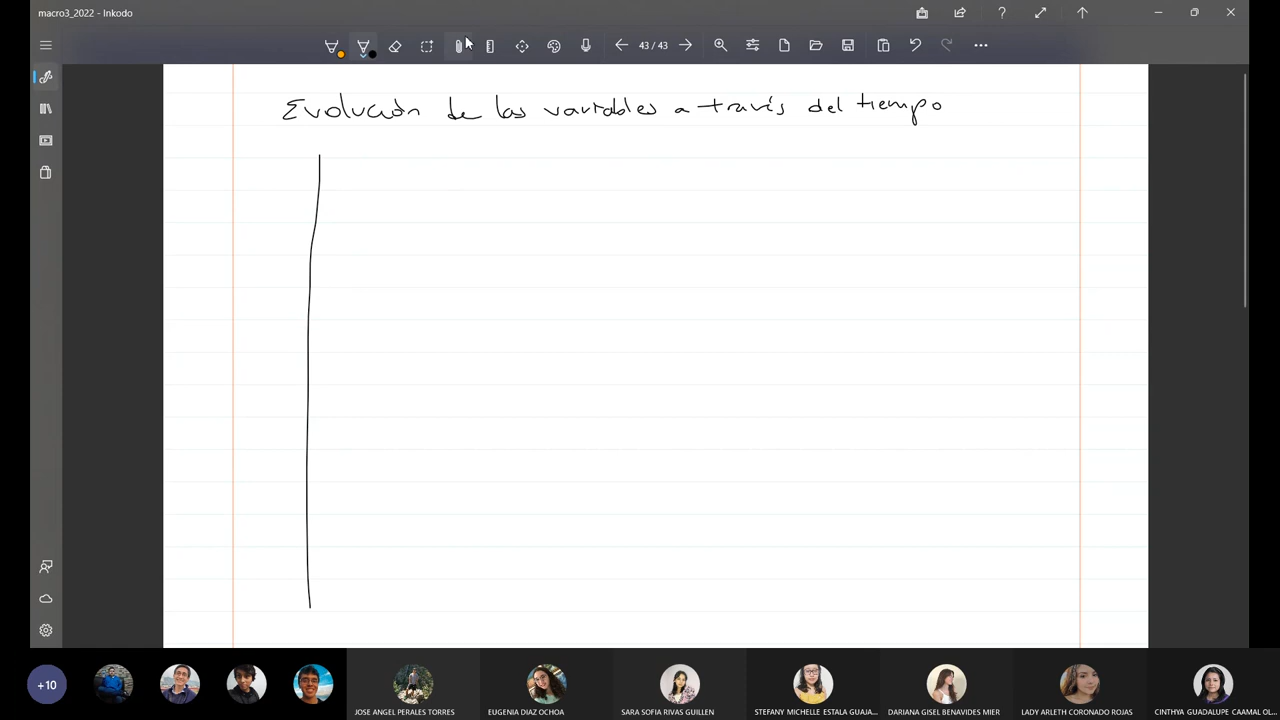 macro3_2022 - Inkodo
43 / 43
Evolución de las variables a través del tiempo
+10
JOSE ANGEL PERALES TORRES
EUGENIA DIAZ OCHOA
SARA SOFIA RIVAS GUILLEN
STEFANY MICHELLE ESTALA GUAJA...
DARIANA GISEL BENAVIDES MIER
LADY ARLETH CORONADO ROJAS
CINTHYA GUADALUPE CAAMAL OL...